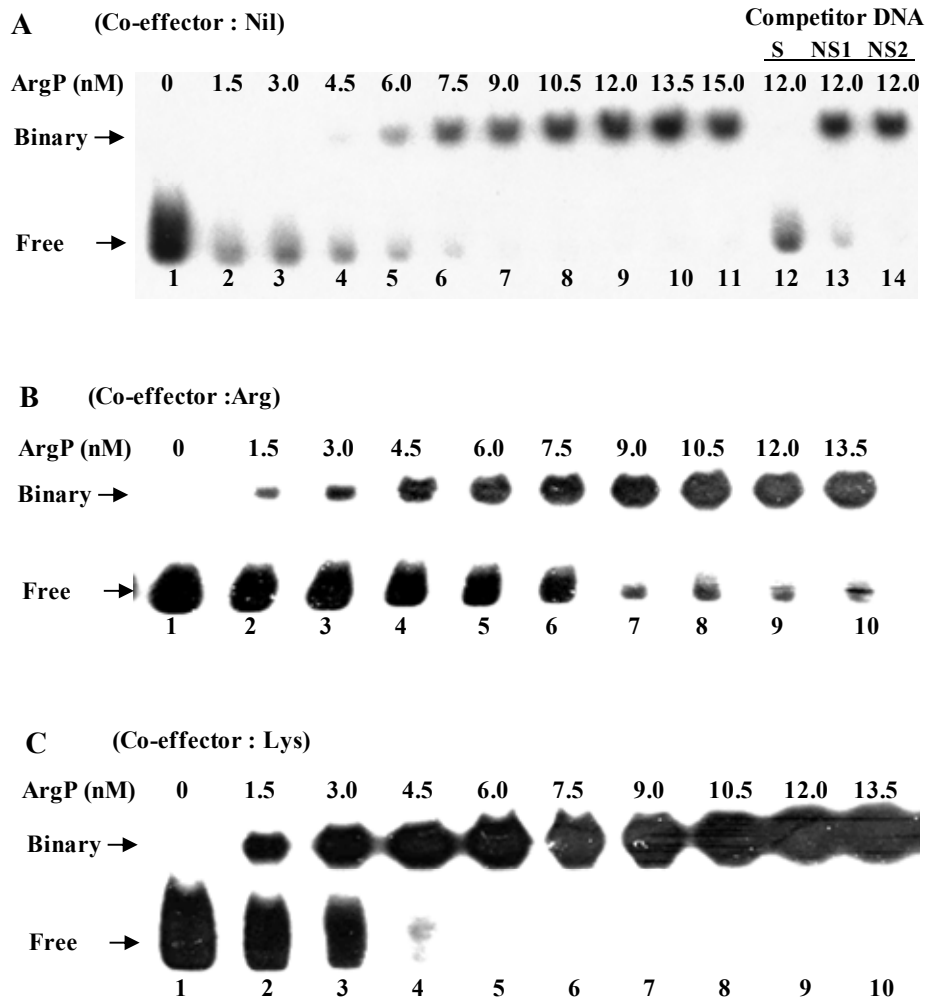 A (Co-effector : Nil) Competitor DNA
S NS1 NS2
ArgP (nM) 0 1.5 3.0 4.5 6.0 7.5 9.0 10.5 12.0 13.5 15.0 12.0 12.0 12.0
Binary
Free
1 2 3 4 5 6 7 8 9 10 11 12 13 14
B (Co-effector :Arg)
ArgP (nM) 0 1.5 3.0 4.5 6.0 7.5 9.0 10.5 12.0 13.5
Binary
Free
1 2 3 4 5 6 7 8 9 10
C (Co-effector : Lys)
ArgP (nM) 0 1.5 3.0 4.5 6.0 7.5 9.0 10.5 12.0 13.5
Binary
Free
1 2 3 4 5 6 7 8 9 10